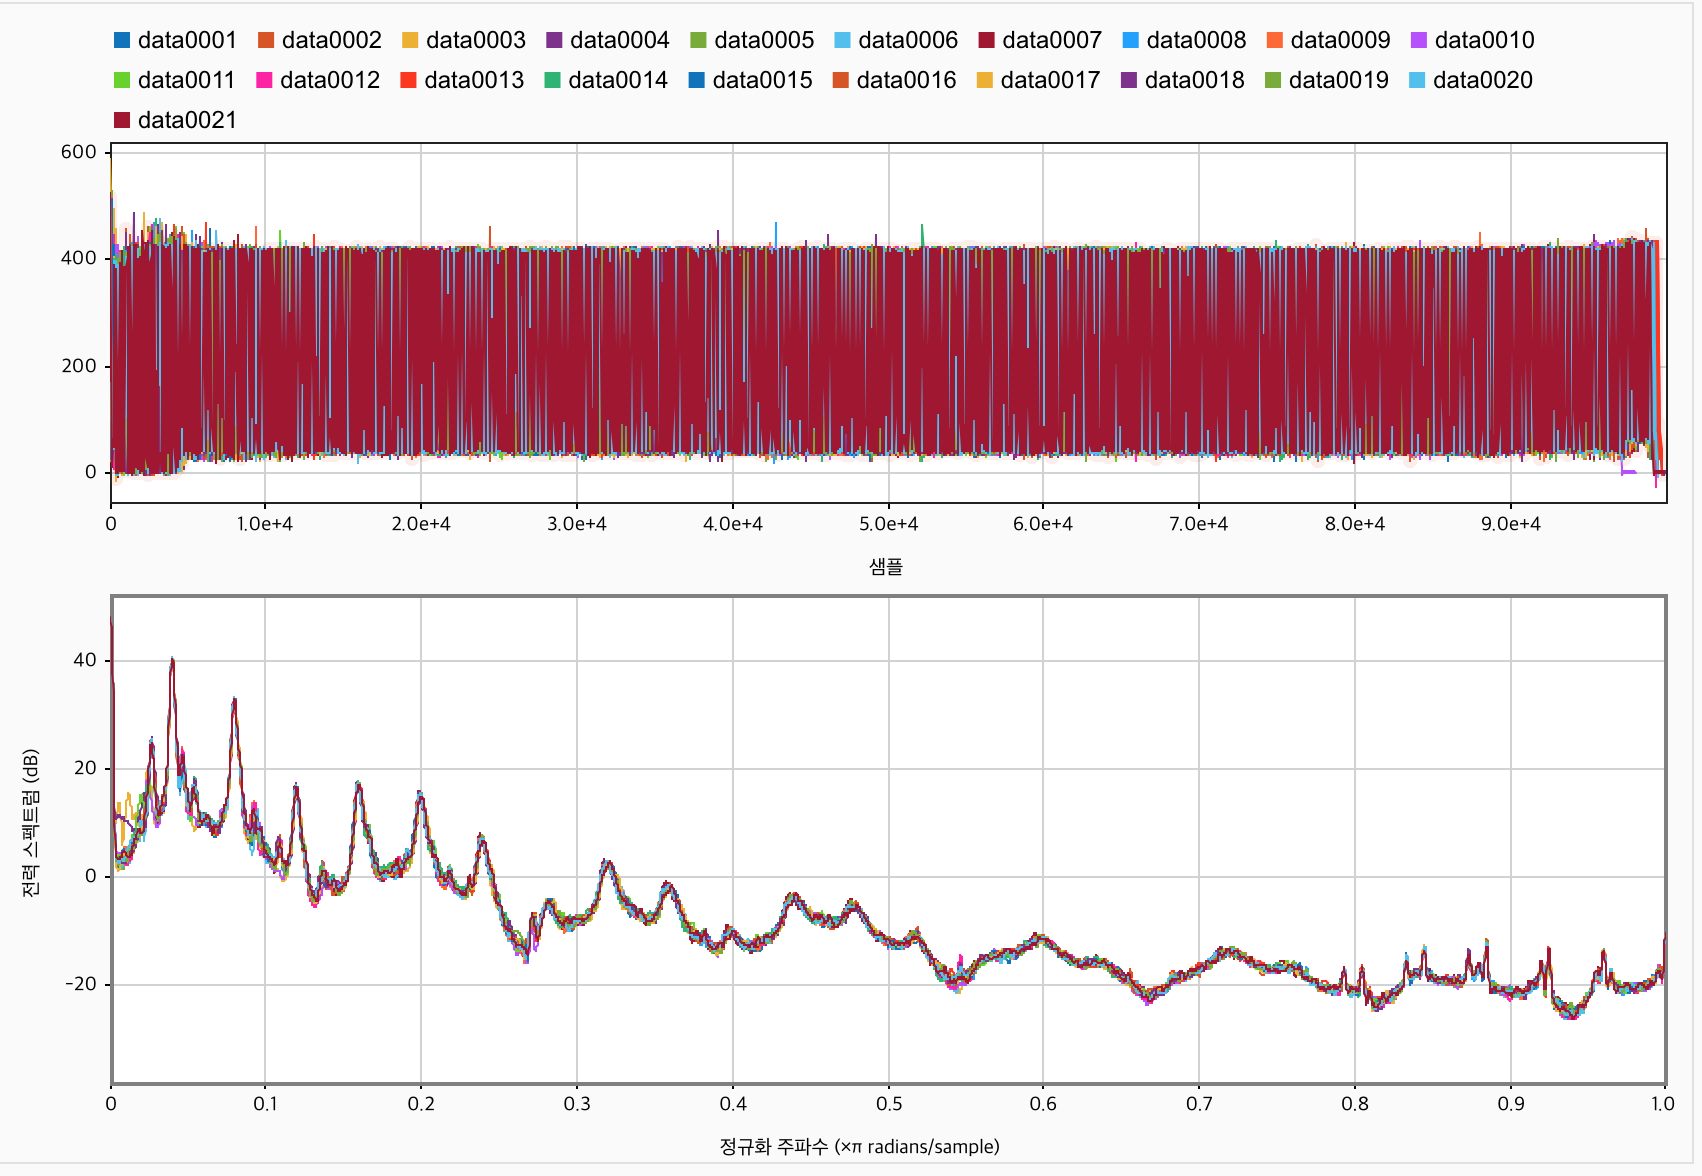 data0001 data0002 data0003 data0004 data0005 data0006 data0007 data0008 data0009 data0010
data0011 data0012 data0013 data0014 data0015 data0016 data0017 data0018 data0019 data0020
data0021
600
400
200
0
0 1.0e+4 2.0e+4 3.0e+4 4.0e+4 5.0e+4 6.0e+4 7.0e+4 8.0e+4 9.0e+4
샘플
전력 스펙트럼 (dB)
40
20
0
-20
0 0.1 0.2 0.3 0.4 0.5 0.6 0.7 0.8 0.9 1.0
정규화 주파수 (×π radians/sample)